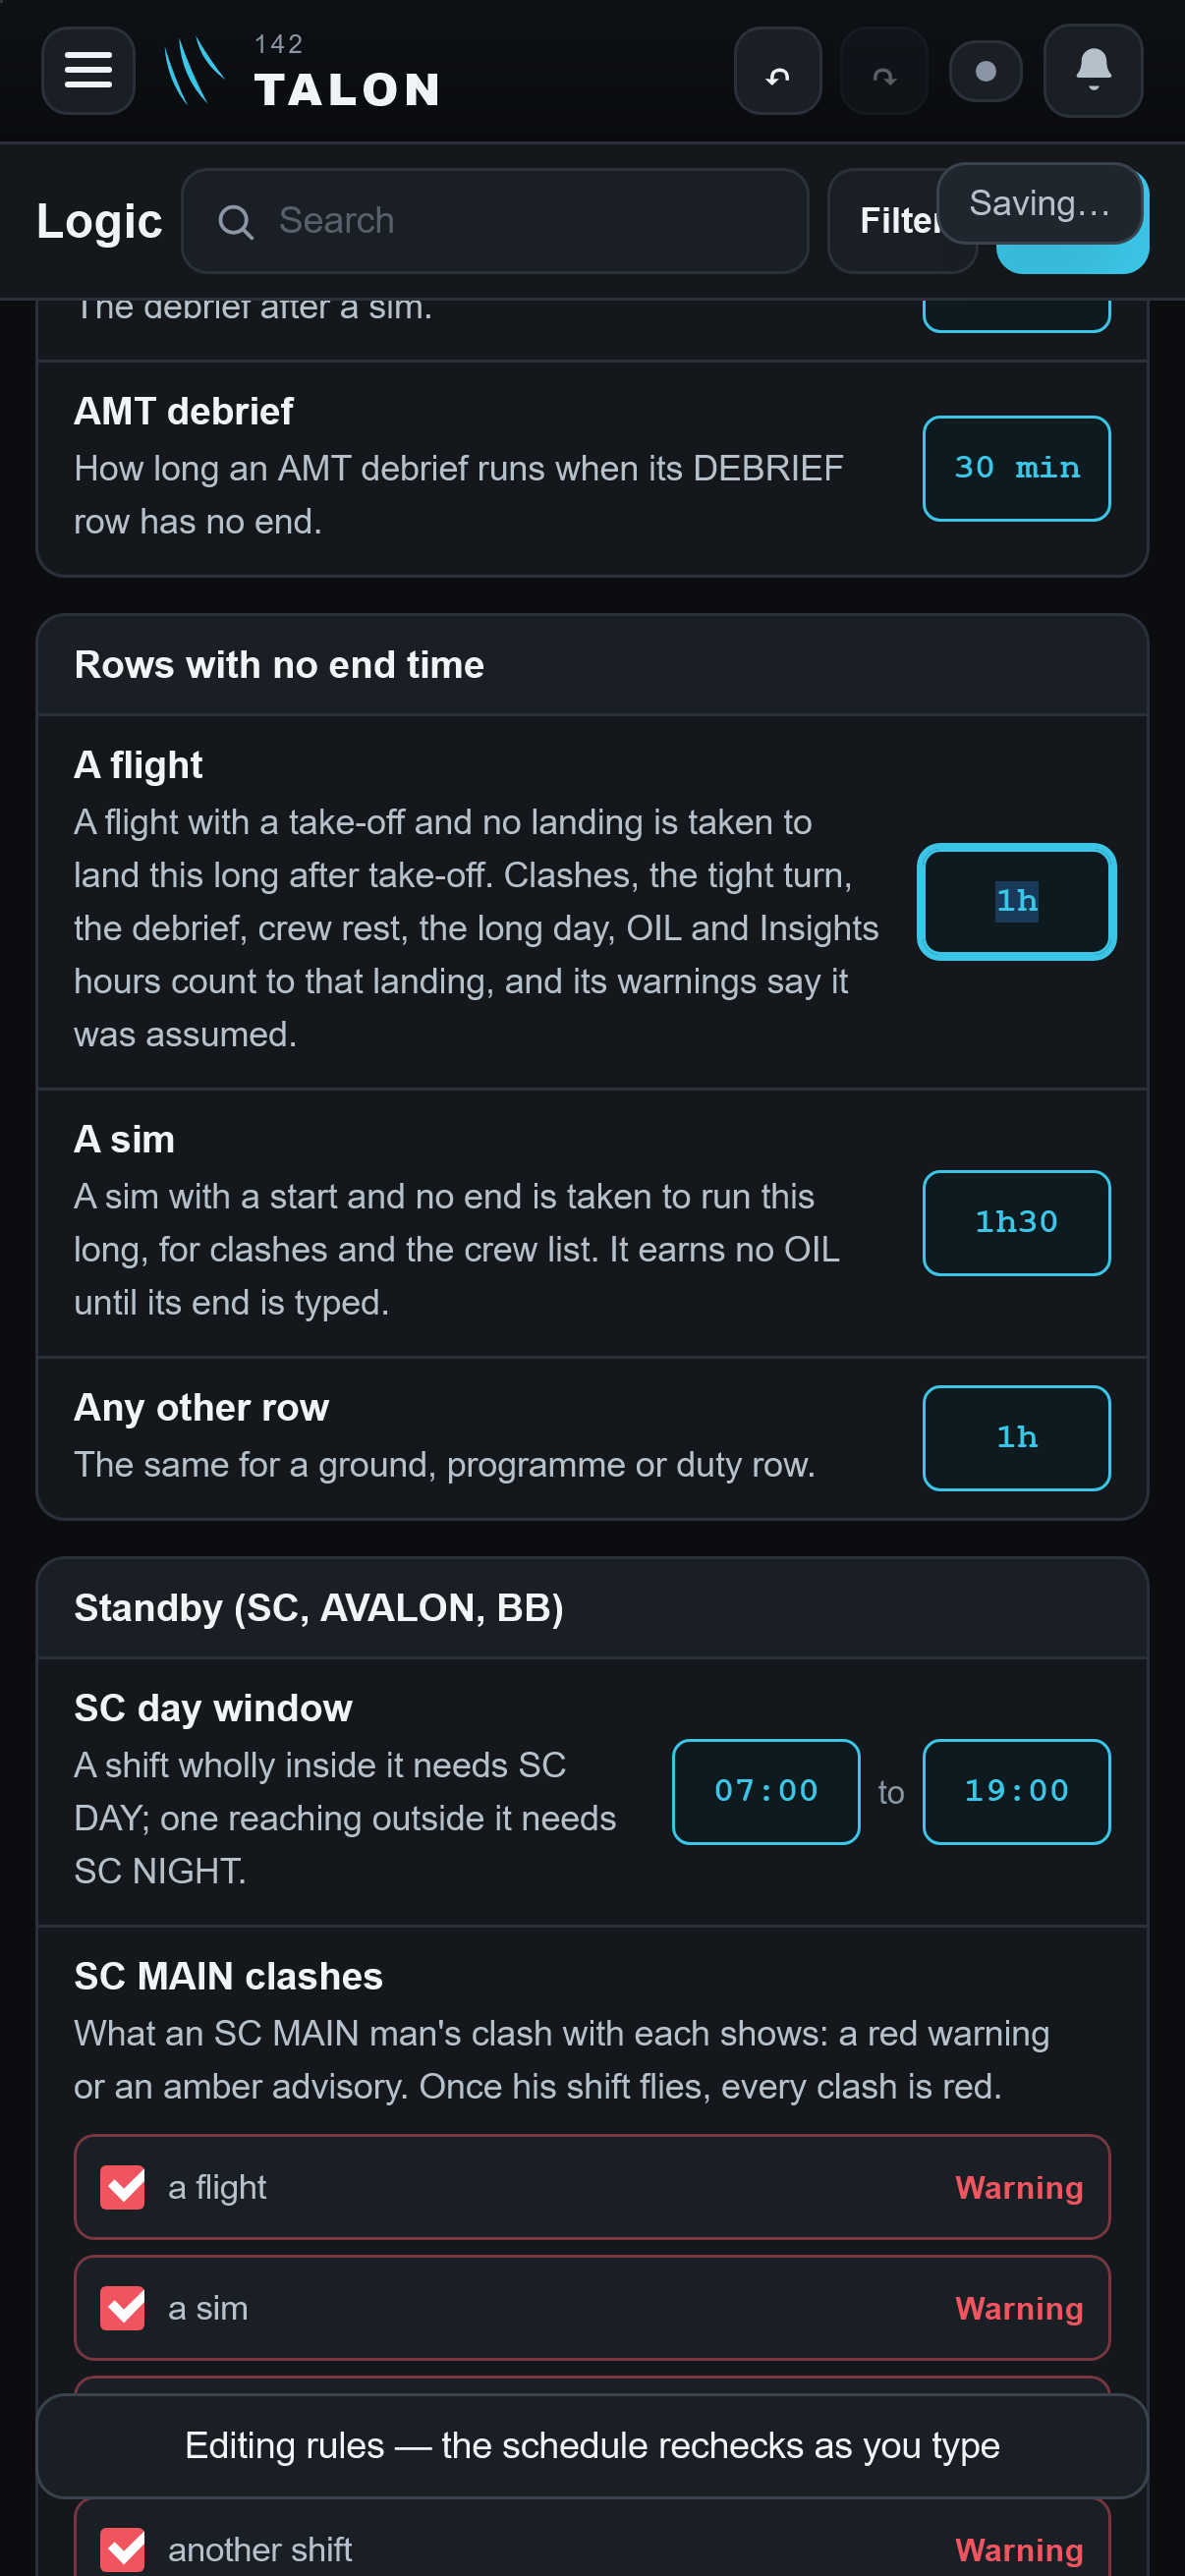 142
TALON
Logic
Search
Filter
Saving...
The debrief after a sim.
AMT debrief
How long an AMT debrief runs when its DEBRIEF
row has no end.
30 min
Rows with no end time
A flight
A flight with a take-off and no landing is taken to
land this long after take-off. Clashes, the tight turn,
the debrief, crew rest, the long day, OIL and Insights
hours count to that landing, and its warnings say it
was assumed.
1h
A sim
A sim with a start and no end is taken to run this
long, for clashes and the crew list. It earns no OIL
until its end is typed.
1h30
Any other row
The same for a ground, programme or duty row.
1h
Standby (SC, AVALON, BB)
SC day window
A shift wholly inside it needs SC
DAY; one reaching outside it needs
SC NIGHT.
07:00 to 19:00
SC MAIN clashes
What an SC MAIN man's clash with each shows: a red warning
or an amber advisory. Once his shift flies, every clash is red.
a flight Warning
a sim Warning
Editing rules — the schedule rechecks as you type
another shift Warning